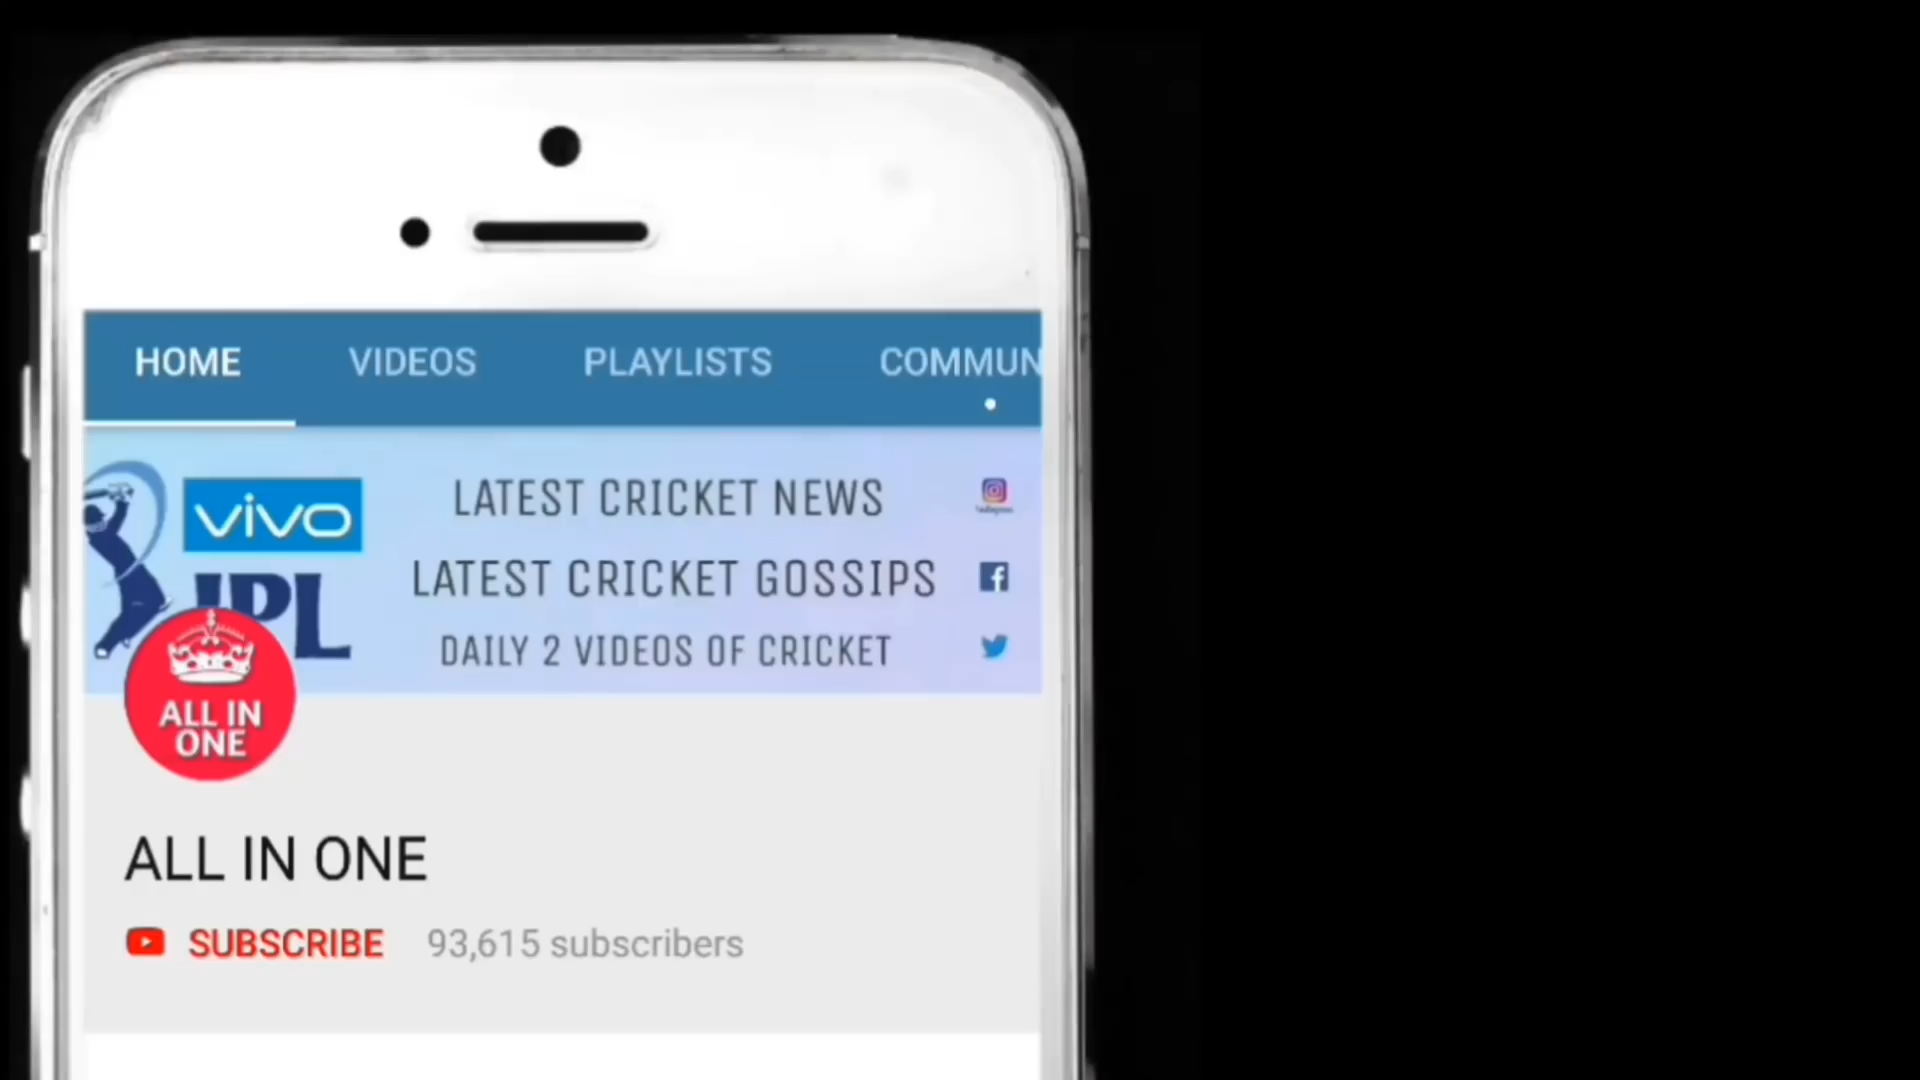 HOME VIDEOS PLAYLISTS COMMUN
vivo
IPL
LATEST CRICKET NEWS
LATEST CRICKET GOSSIPS
DAILY 2 VIDEOS OF CRICKET
ALL IN
ONE
ALL IN ONE
SUBSCRIBE 93,615 subscribers